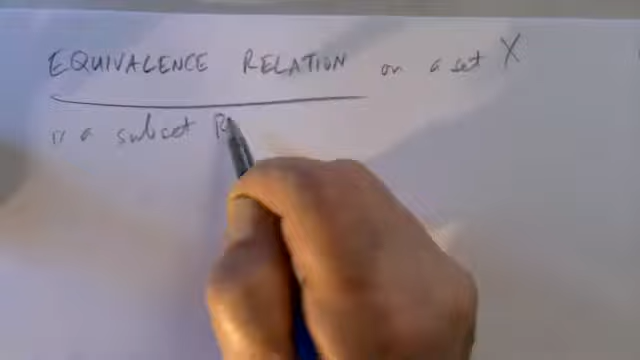 EQUIVALENCE RELATION on a set X
is a subset R